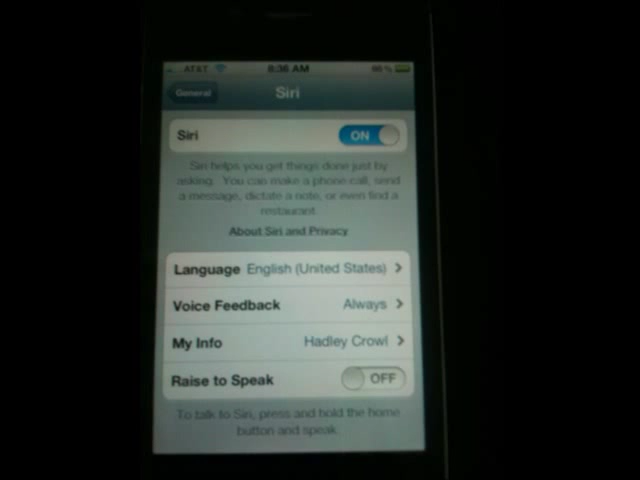 AT&T 8:36 AM 66%
General Siri
Siri ON
Siri helps you get things done just by
asking. You can make a phone call, send
a message, dictate a note, or even find a
restaurant.
About Siri and Privacy
Language English (United States)
Voice Feedback Always
My Info Hadley Crowl
Raise to Speak OFF
To talk to Siri, press and hold the home
button and speak.